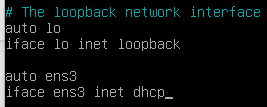 # The loopback network interface
auto lo
iface lo inet loopback
auto ens3
iface ens3 inet dhcp